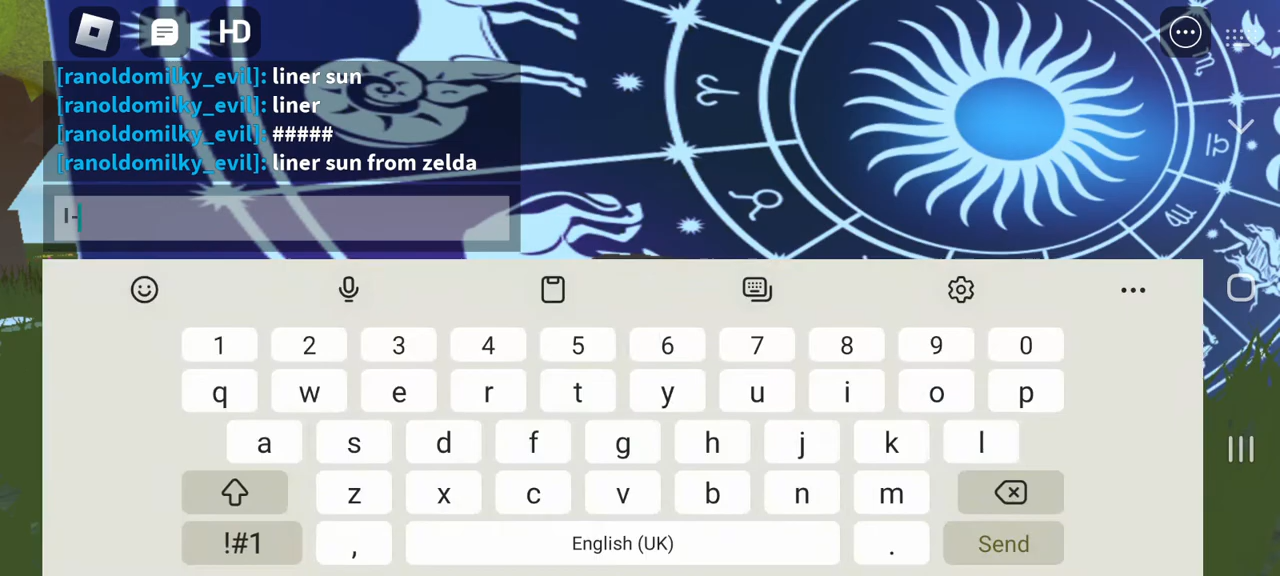 HD
[ranoldomilky_evil]: liner sun
[ranoldomilky_evil]: liner
[ranoldomilky_evil]: #####
[ranoldomilky_evil]: liner sun from zelda
l-
1 2 3 4 5 6 7 8 9 0
q w e r t y u i o p
a s d f g h j k l
z x c v b n m
!#1 , English (UK) . Send